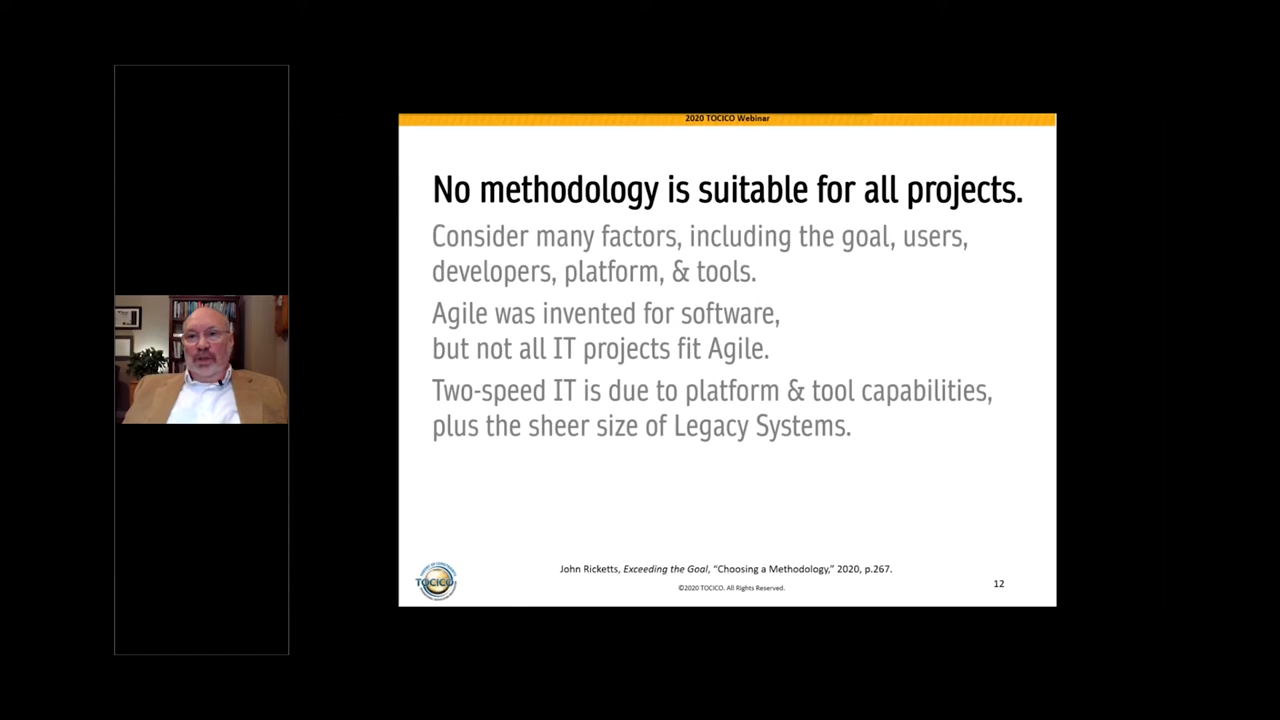 2020 TOCICO Webinar
No methodology is suitable for all projects.
Consider many factors, including the goal, users,
developers, platform, & tools.
Agile was invented for software,
but not all IT projects fit Agile.
Two-speed IT is due to platform & tool capabilities,
plus the sheer size of Legacy Systems.
TOCICO
John Ricketts, Exceeding the Goal, “Choosing a Methodology,” 2020, p.267.
©2020 TOCICO. All Rights Reserved.
12